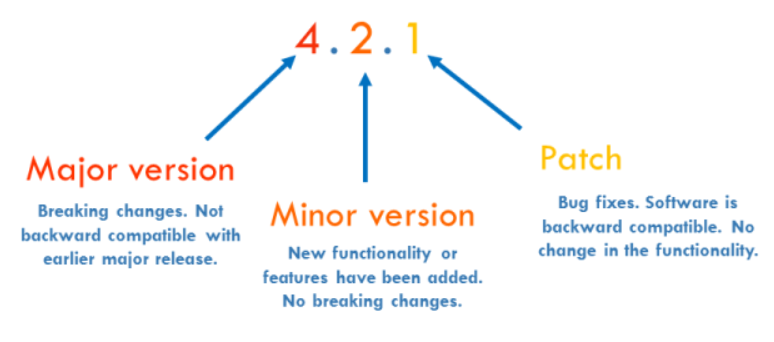 4.2.1
Major version
Breaking changes. Not
backward compatible with
earlier major release.
Minor version
New functionality or
features have been added.
No breaking changes.
Patch
Bug fixes. Software is
backward compatible. No
change in the functionality.